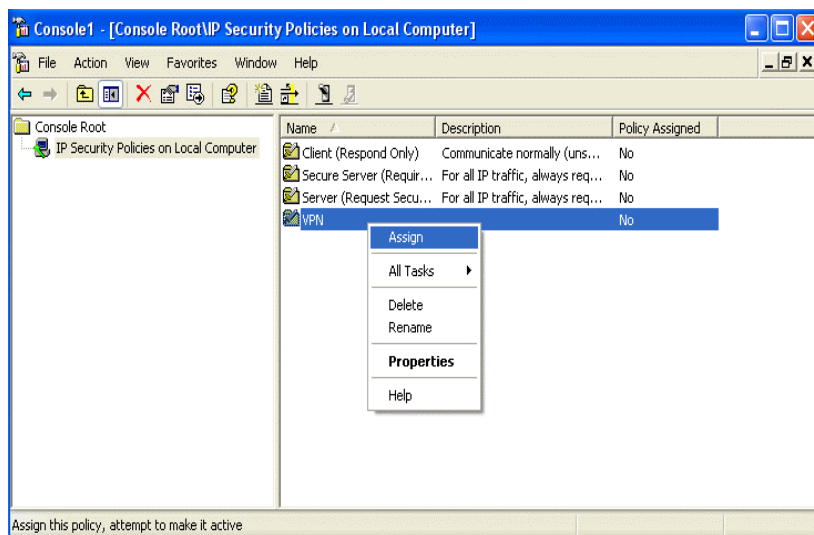 Console1 - [Console Root\IP Security Policies on Local Computer]
File Action View Favorites Window Help
Console Root
IP Security Policies on Local Computer
Name Description Policy Assigned
Client (Respond Only) Communicate normally (uns... No
Secure Server (Requir... For all IP traffic, always req... No
Server (Request Secu... For all IP traffic, always req... No
VPN No
Assign
All Tasks
Delete
Rename
Properties
Help
Assign this policy, attempt to make it active